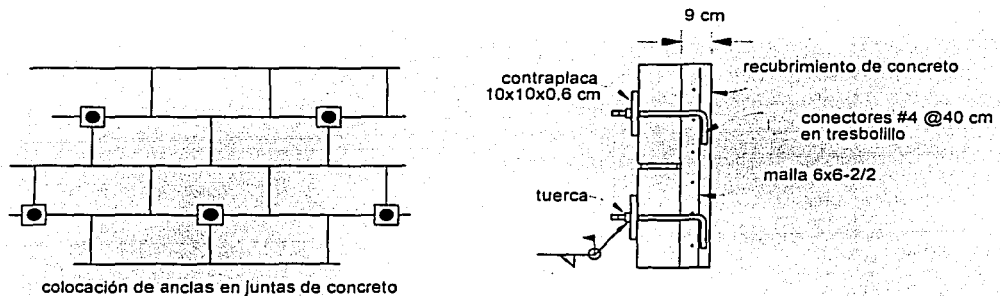 9 cm
contraplaca
10x10x0,6 cm
recubrimiento de concreto
conectores #4 @40 cm
en tresbolillo
malla 6x6-2/2
tuerca
colocación de anclas en juntas de concreto